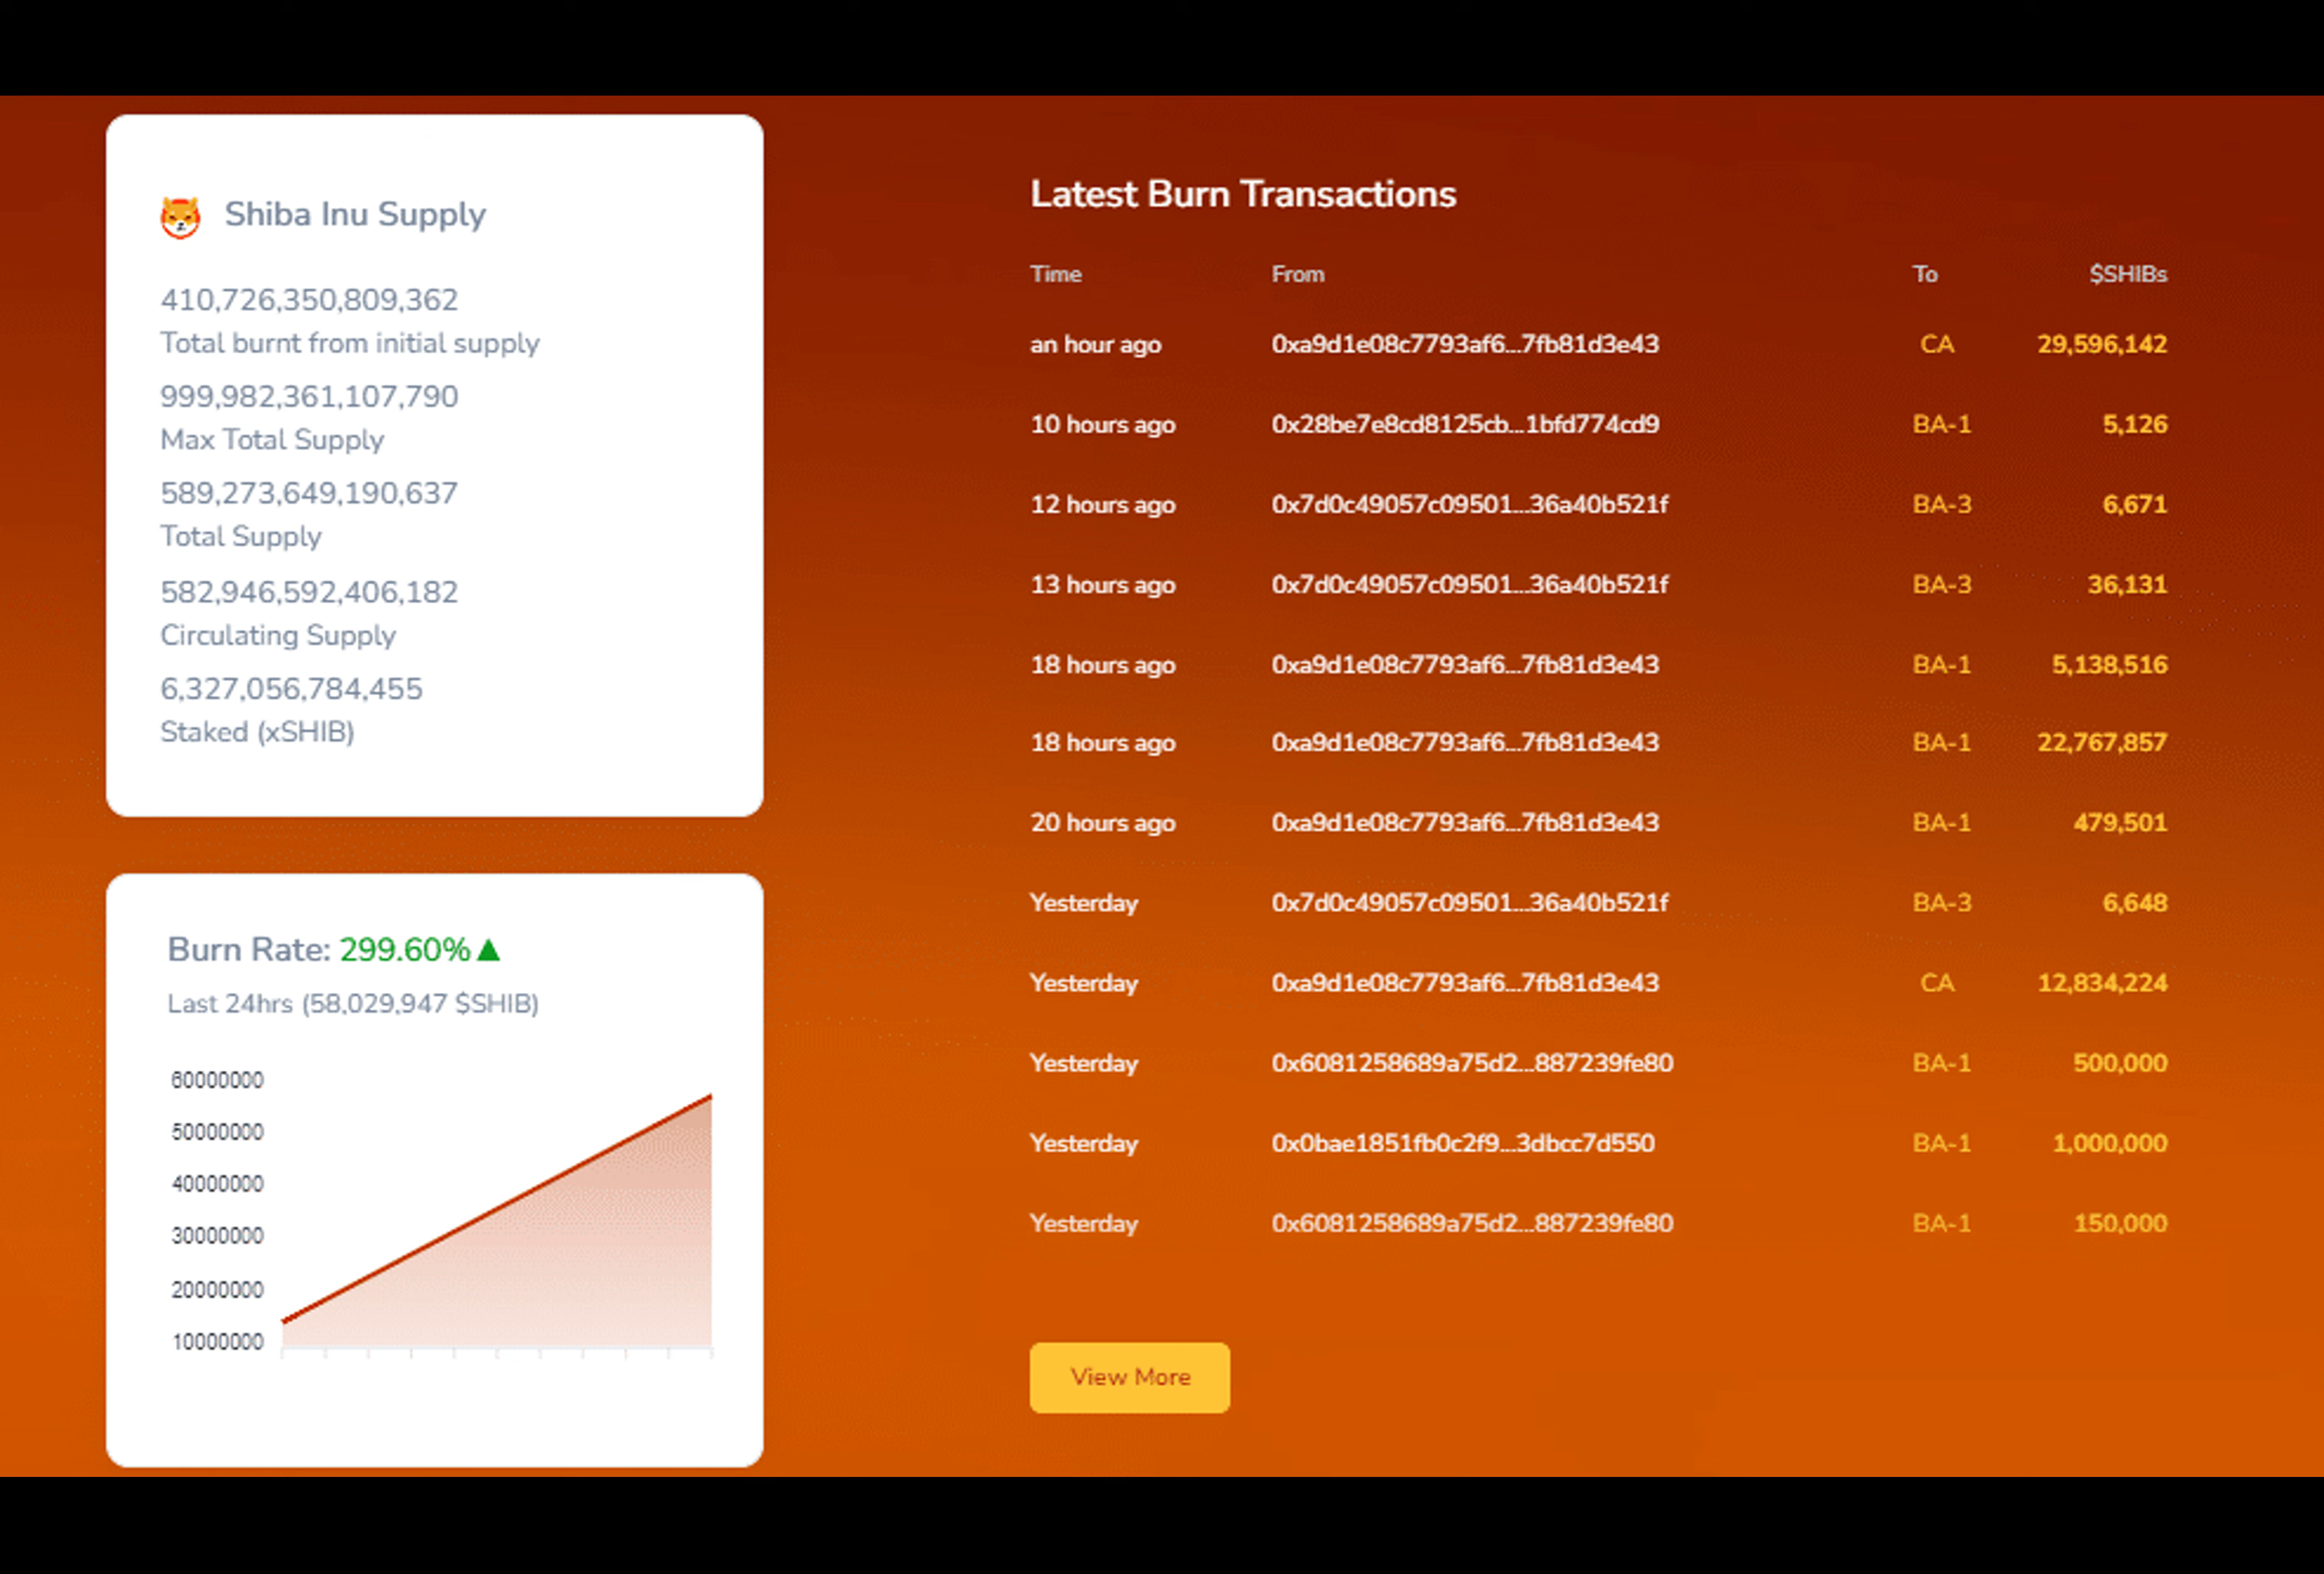 Shiba Inu Supply
410,726,350,809,362
Total burnt from initial supply
999,982,361,107,790
Max Total Supply
589,273,649,190,637
Total Supply
582,946,592,406,182
Circulating Supply
6,327,056,784,455
Staked (xSHIB)
Burn Rate: 299.60%▲
Last 24hrs (58,029,947 $SHIB)
60000000
50000000
40000000
30000000
20000000
10000000
Latest Burn Transactions
Time From To $SHIBs
an hour ago 0xa9d1e08c7793af6...7fb81d3e43 CA 29,596,142
10 hours ago 0x28be7e8cd8125cb...1bfd774cd9 BA-1 5,126
12 hours ago 0x7d0c49057c09501...36a40b521f BA-3 6,671
13 hours ago 0x7d0c49057c09501...36a40b521f BA-3 36,131
18 hours ago 0xa9d1e08c7793af6...7fb81d3e43 BA-1 5,138,516
18 hours ago 0xa9d1e08c7793af6...7fb81d3e43 BA-1 22,767,857
20 hours ago 0xa9d1e08c7793af6...7fb81d3e43 BA-1 479,501
Yesterday 0x7d0c49057c09501...36a40b521f BA-3 6,648
Yesterday 0xa9d1e08c7793af6...7fb81d3e43 CA 12,834,224
Yesterday 0x6081258689a75d2...887239fe80 BA-1 500,000
Yesterday 0x0bae1851fb0c2f9...3dbcc7d550 BA-1 1,000,000
Yesterday 0x6081258689a75d2...887239fe80 BA-1 150,000
View More